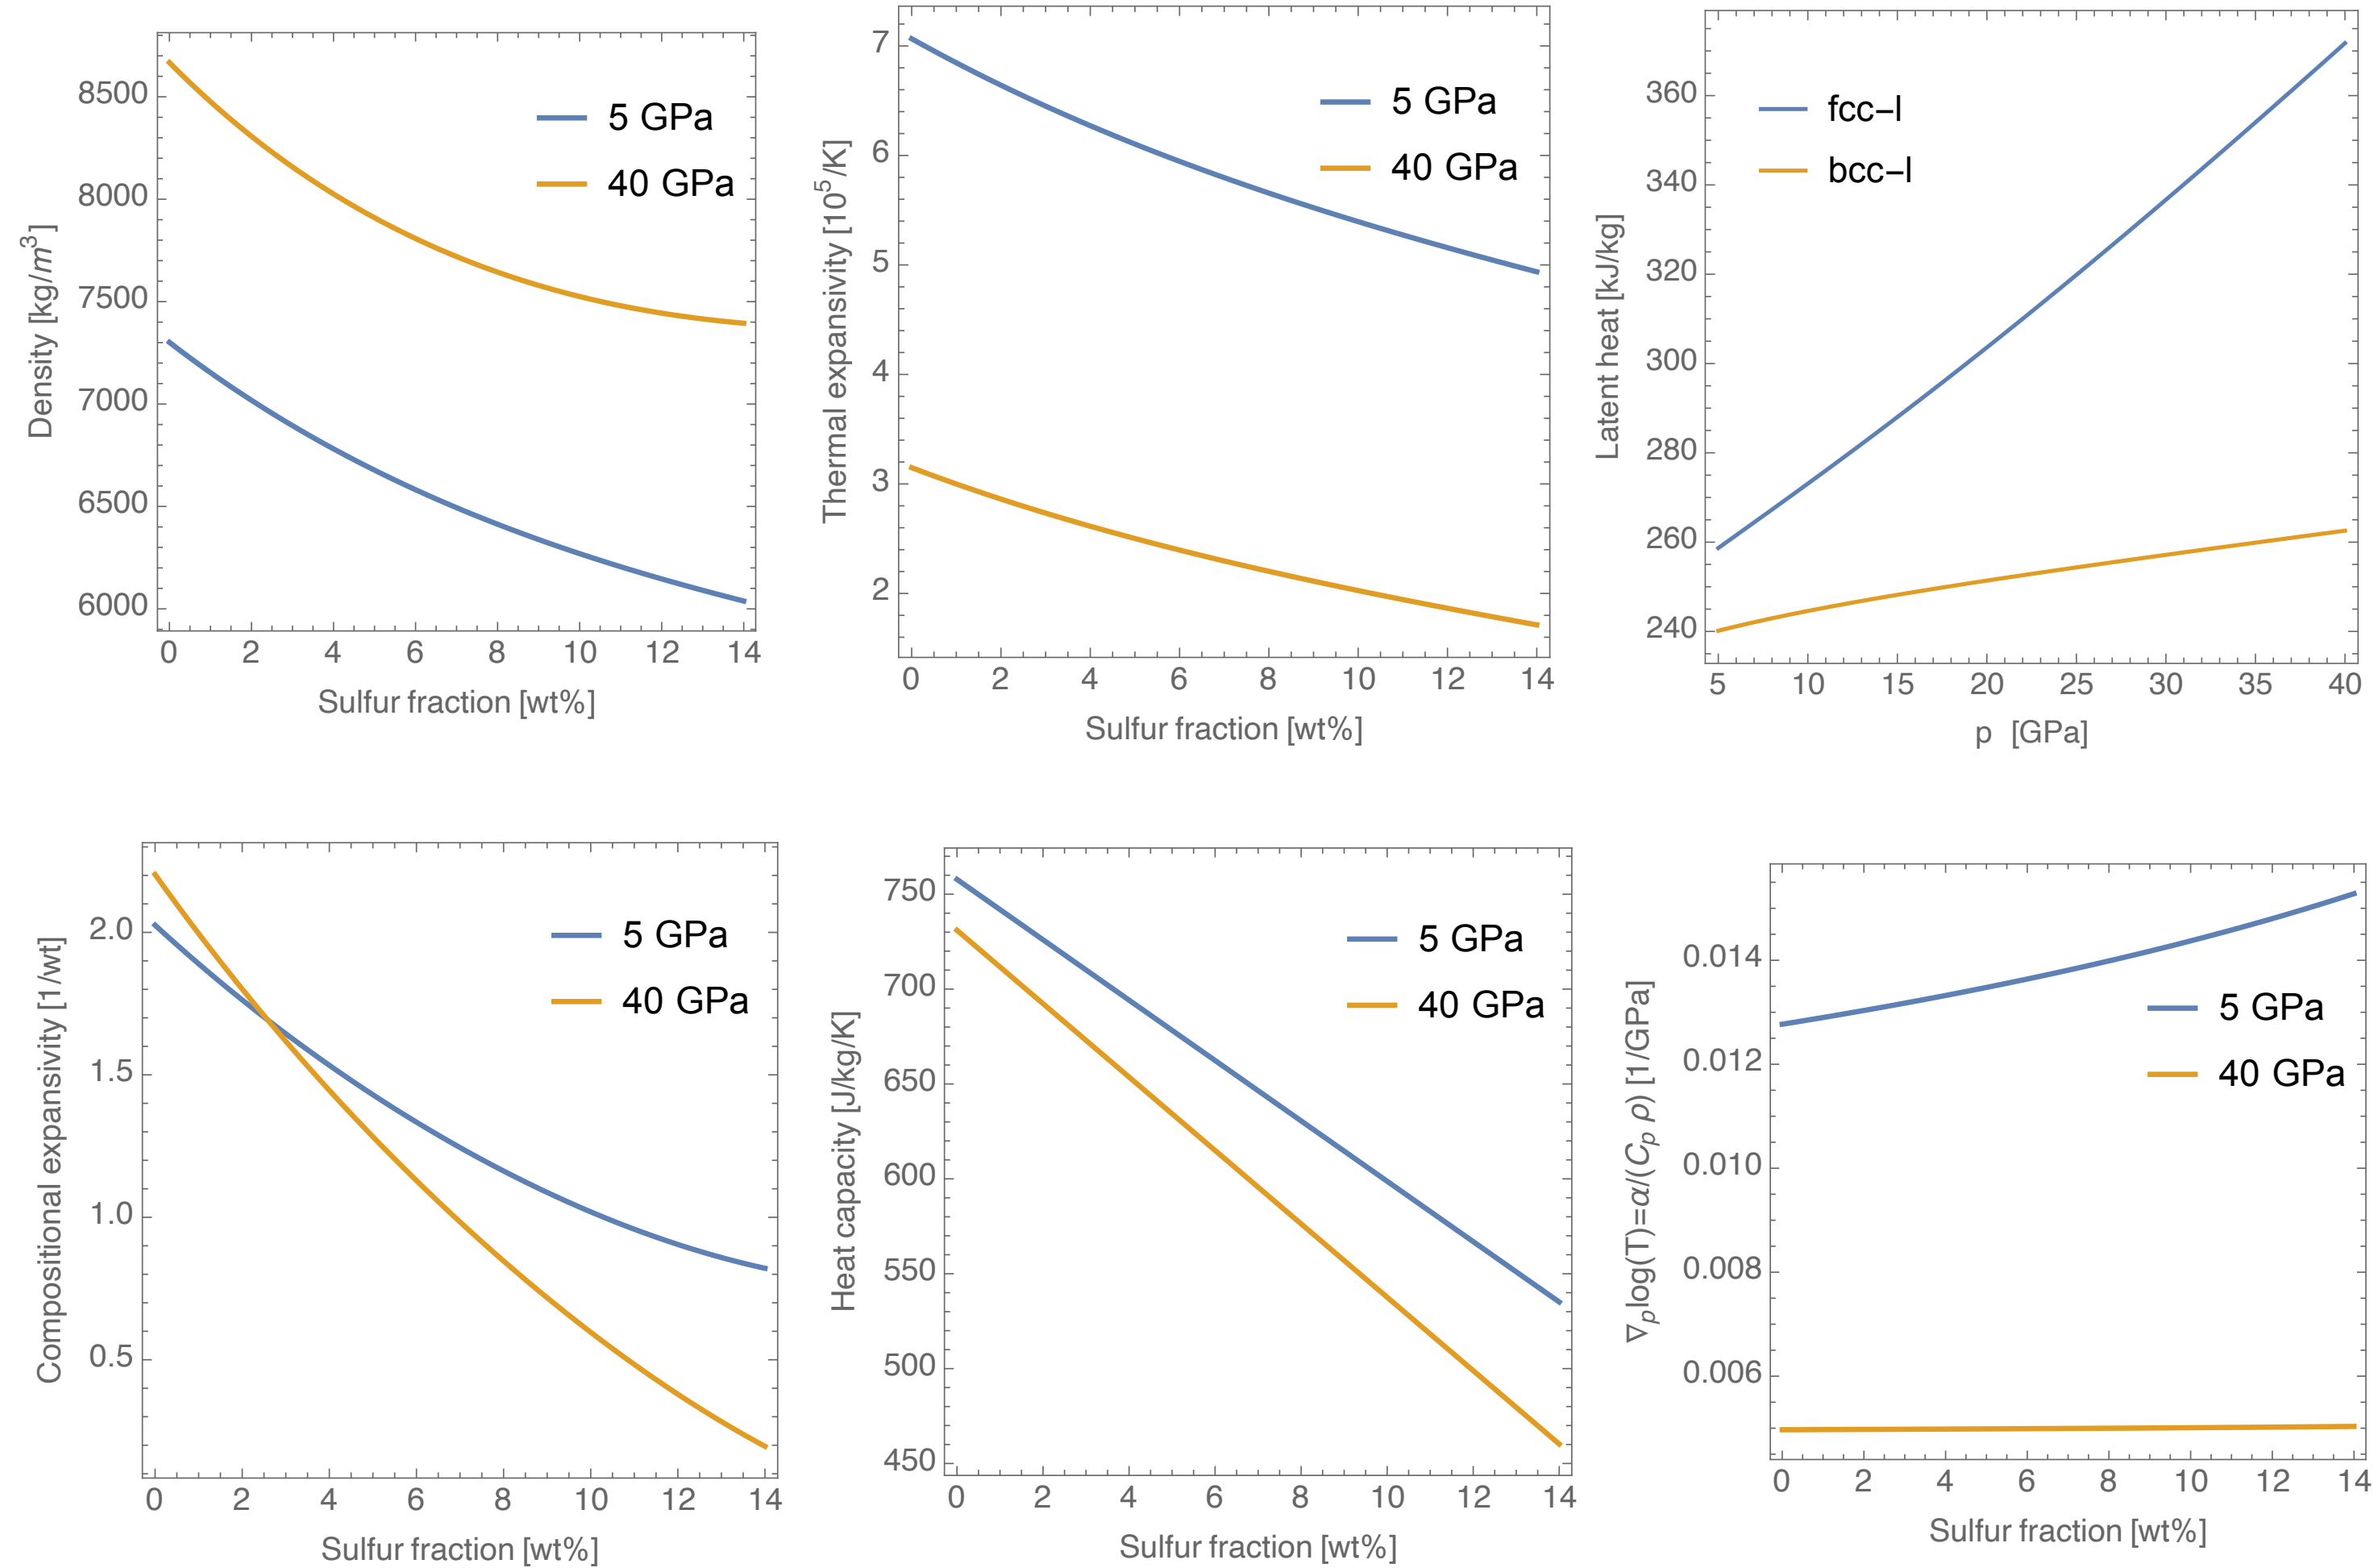 Density [kg/m³]
8500
8000
7500
7000
6500
6000
5 GPa
40 GPa
0 2 4 6 8 10 12 14
Sulfur fraction [wt%]
Thermal expansivity [10⁵/K]
7
6
5
4
3
2
5 GPa
40 GPa
0 2 4 6 8 10 12 14
Sulfur fraction [wt%]
Latent heat [kJ/kg]
360
340
320
300
280
260
240
fcc–l
bcc–l
5 10 15 20 25 30 35 40
p [GPa]
Compositional expansivity [1/wt]
2.0
1.5
1.0
0.5
5 GPa
40 GPa
0 2 4 6 8 10 12 14
Sulfur fraction [wt%]
Heat capacity [J/kg/K]
750
700
650
600
550
500
450
5 GPa
40 GPa
0 2 4 6 8 10 12 14
Sulfur fraction [wt%]
∇ₚlog(T)=α/(Cₚ ρ) [1/GPa]
0.014
0.012
0.010
0.008
0.006
5 GPa
40 GPa
0 2 4 6 8 10 12 14
Sulfur fraction [wt%]